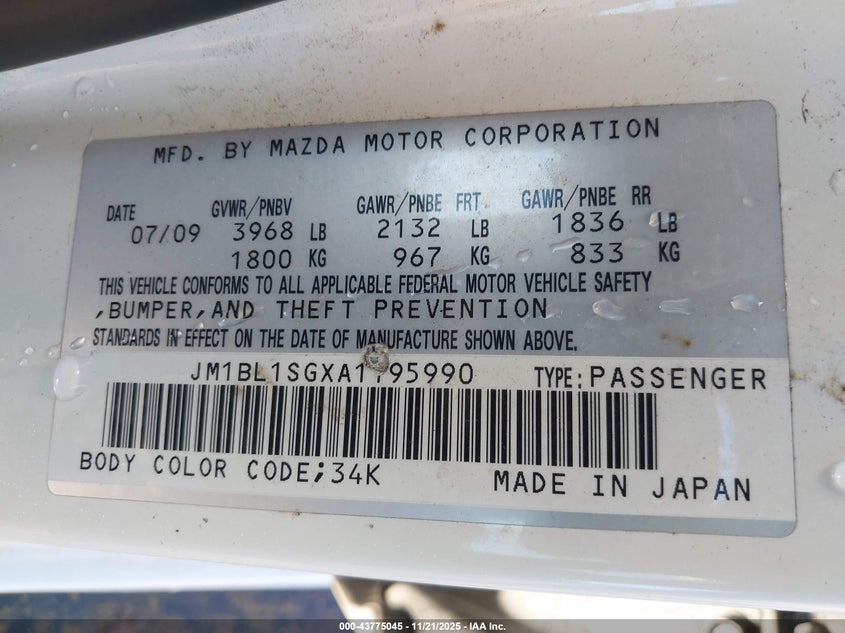 MFD. BY MAZDA MOTOR CORPORATION
DATE GVWR/PNBV GAWR/PNBE FRT GAWR/PNBE RR
07/09 3968 LB 2132 LB 1836 LB
1800 KG 967 KG 833 KG
THIS VEHICLE CONFORMS TO ALL APPLICABLE FEDERAL MOTOR VEHICLE SAFETY
,BUMPER,AND THEFT PREVENTION
STANDARDS IN EFFECT ON THE DATE OF MANUFACTURE SHOWN ABOVE.
JM1BL1SGXA1195990 TYPE:PASSENGER
BODY COLOR CODE;34K MADE IN JAPAN
000-43775045 - 11/21/2025 - IAA Inc.